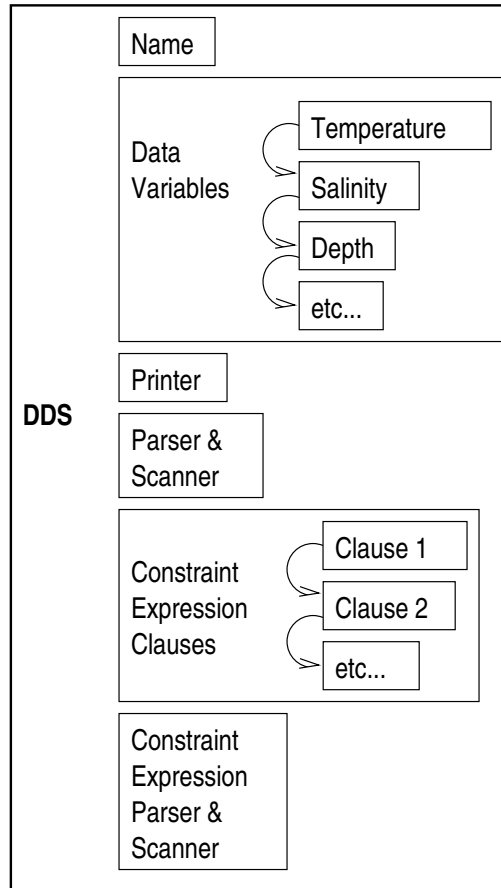 Name
Data
Variables
Temperature
Salinity
Depth
etc...
Printer
DDS
Parser &
Scanner
Constraint
Expression
Clauses
Clause 1
Clause 2
etc...
Constraint
Expression
Parser &
Scanner